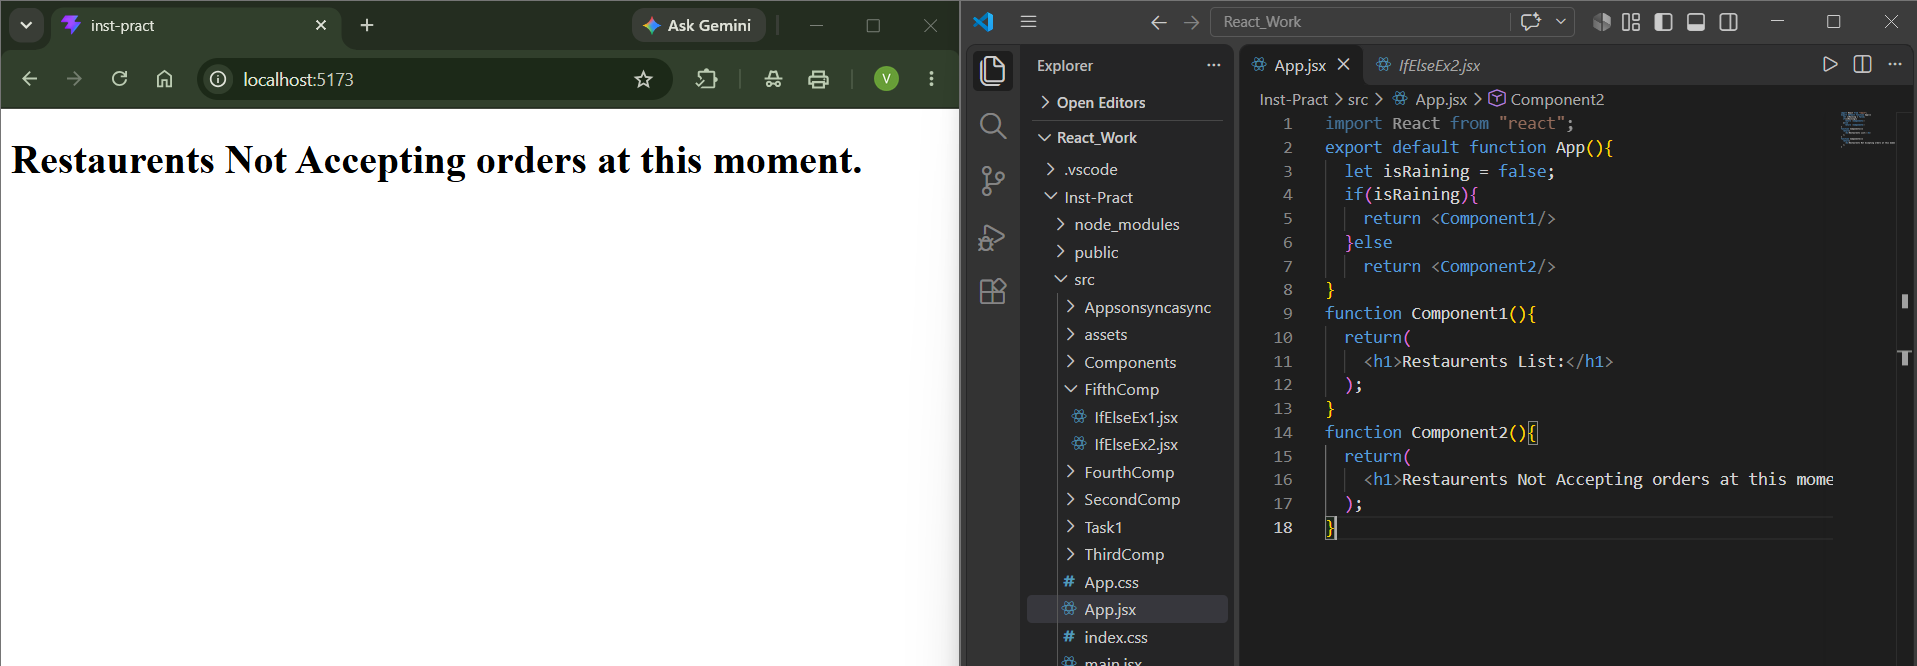 inst-pract
Ask Gemini
localhost:5173
V
Restaurents Not Accepting orders at this moment.
React_Work
Explorer
Open Editors
React_Work
.vscode
Inst-Pract
node_modules
public
src
Appsonsyncasync
assets
Components
FifthComp
IfElseEx1.jsx
IfElseEx2.jsx
FourthComp
SecondComp
Task1
ThirdComp
# App.css
App.jsx
# index.css
main.jsx
App.jsx
IfElseEx2.jsx
Inst-Pract > src > App.jsx > Component2
1 import React from "react";
2 export default function App(){
3 let isRaining = false;
4 if(isRaining){
5 return <Component1/>
6 }else
7 return <Component2/>
8 }
9 function Component1(){
10 return(
11 <h1>Restaurents List:</h1>
12 );
13 }
14 function Component2(){
15 return(
16 <h1>Restaurents Not Accepting orders at this mome
17 );
18 }